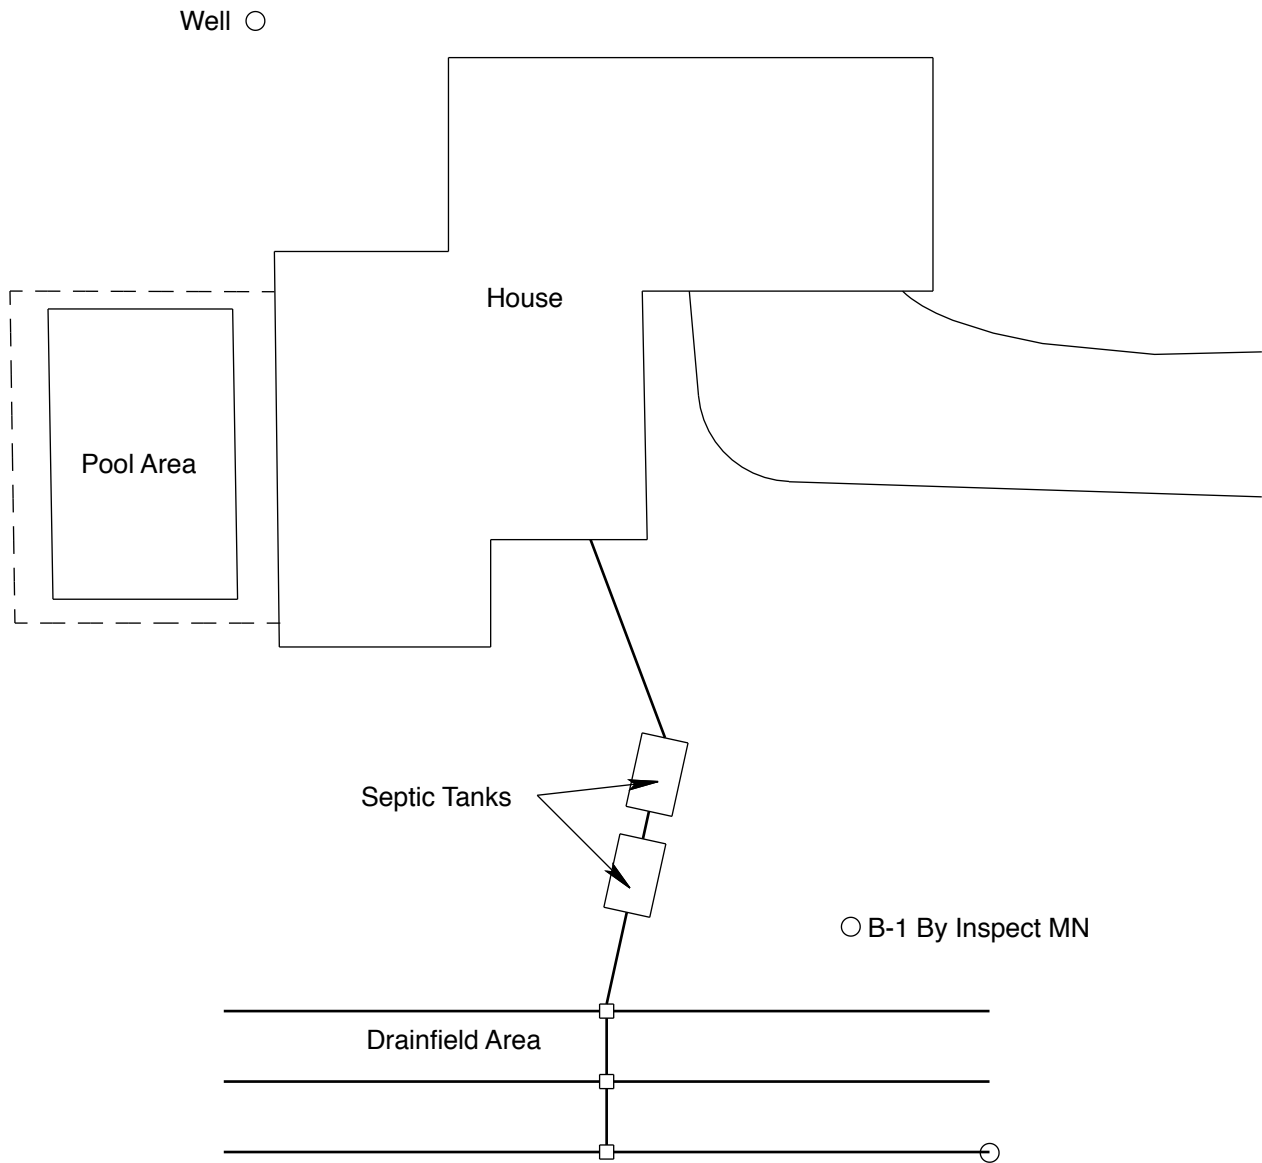 Well
House
Pool Area
Septic Tanks
B-1 By Inspect MN
Drainfield Area